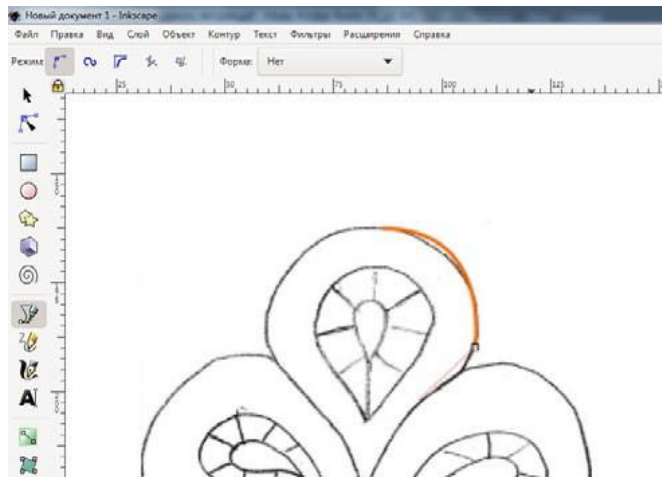 Новый документ 1 - Inkscape
Файл Правка Вид Слой Объект Контур Текст Фильтры Расширения Справка
Режим: Форма: Нет
25 50 75 100 125